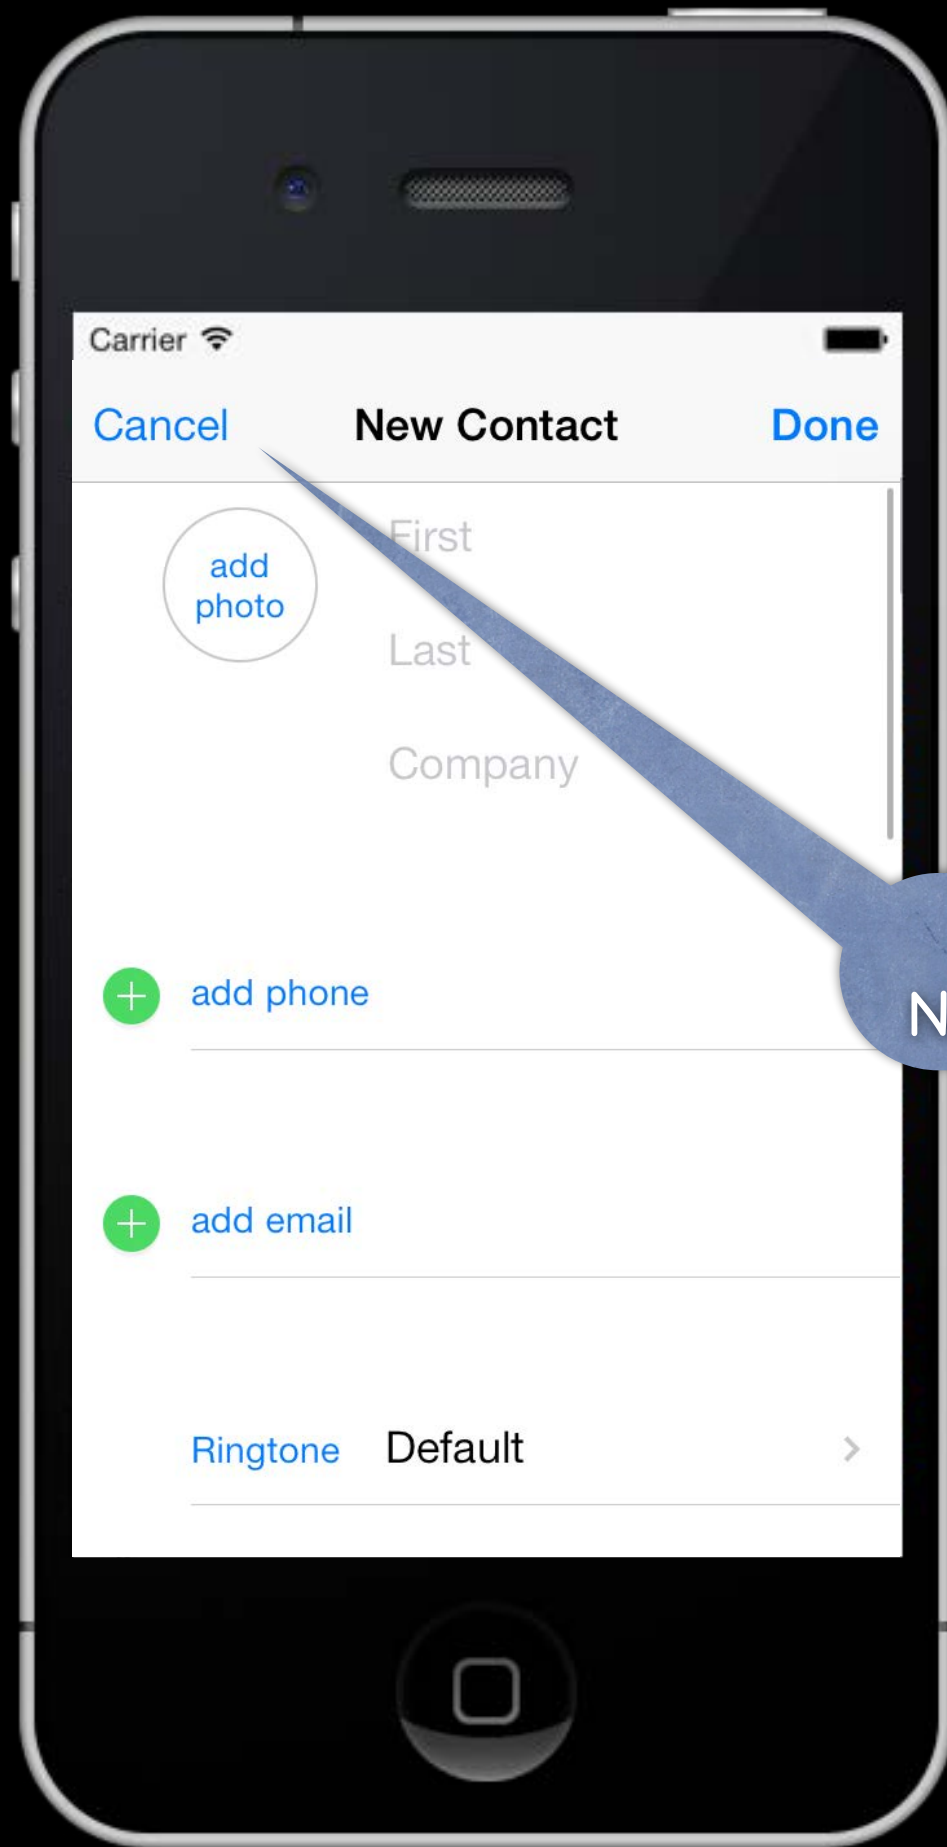 Carrier
Cancel New Contact Done
add
photo
First
Last
Company
add phone
add email
Ringtone Default